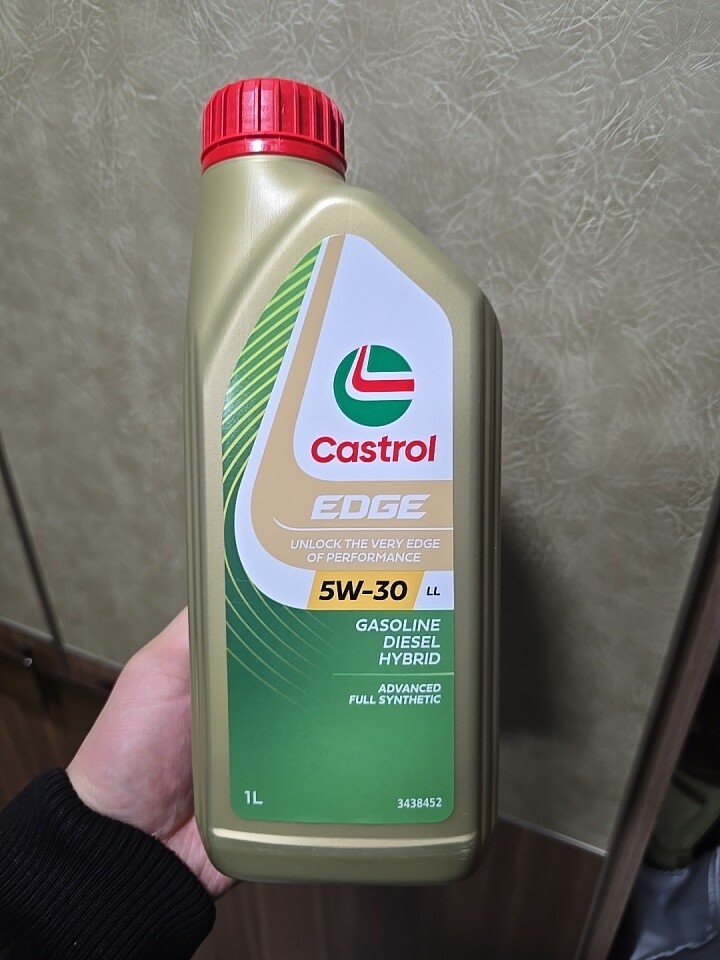 Castrol
EDGE
UNLOCK THE VERY EDGE
OF PERFORMANCE
5W-30 LL
GASOLINE
DIESEL
HYBRID
ADVANCED
FULL SYNTHETIC
1L
3438452